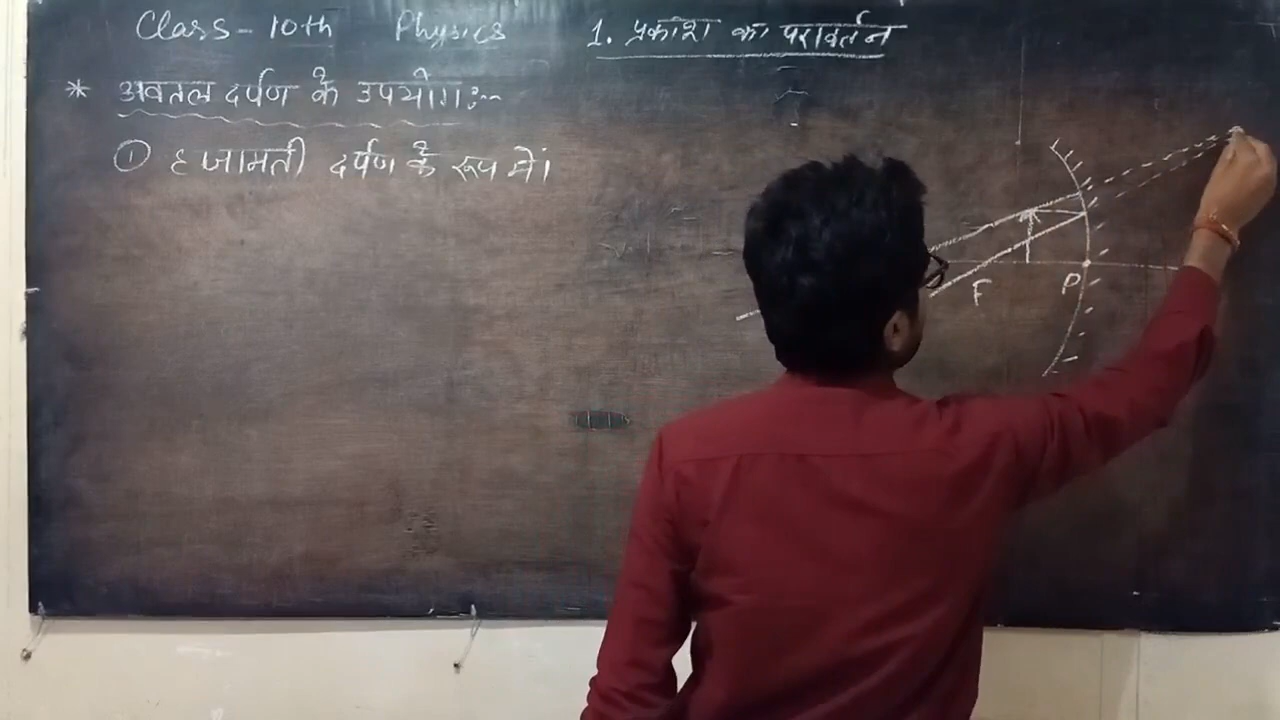 Class - 10th Physics 1. प्रकाश का परावर्तन
* अवतल दर्पण के उपयोग :--
① हजामती दर्पण के रूप में।
F P